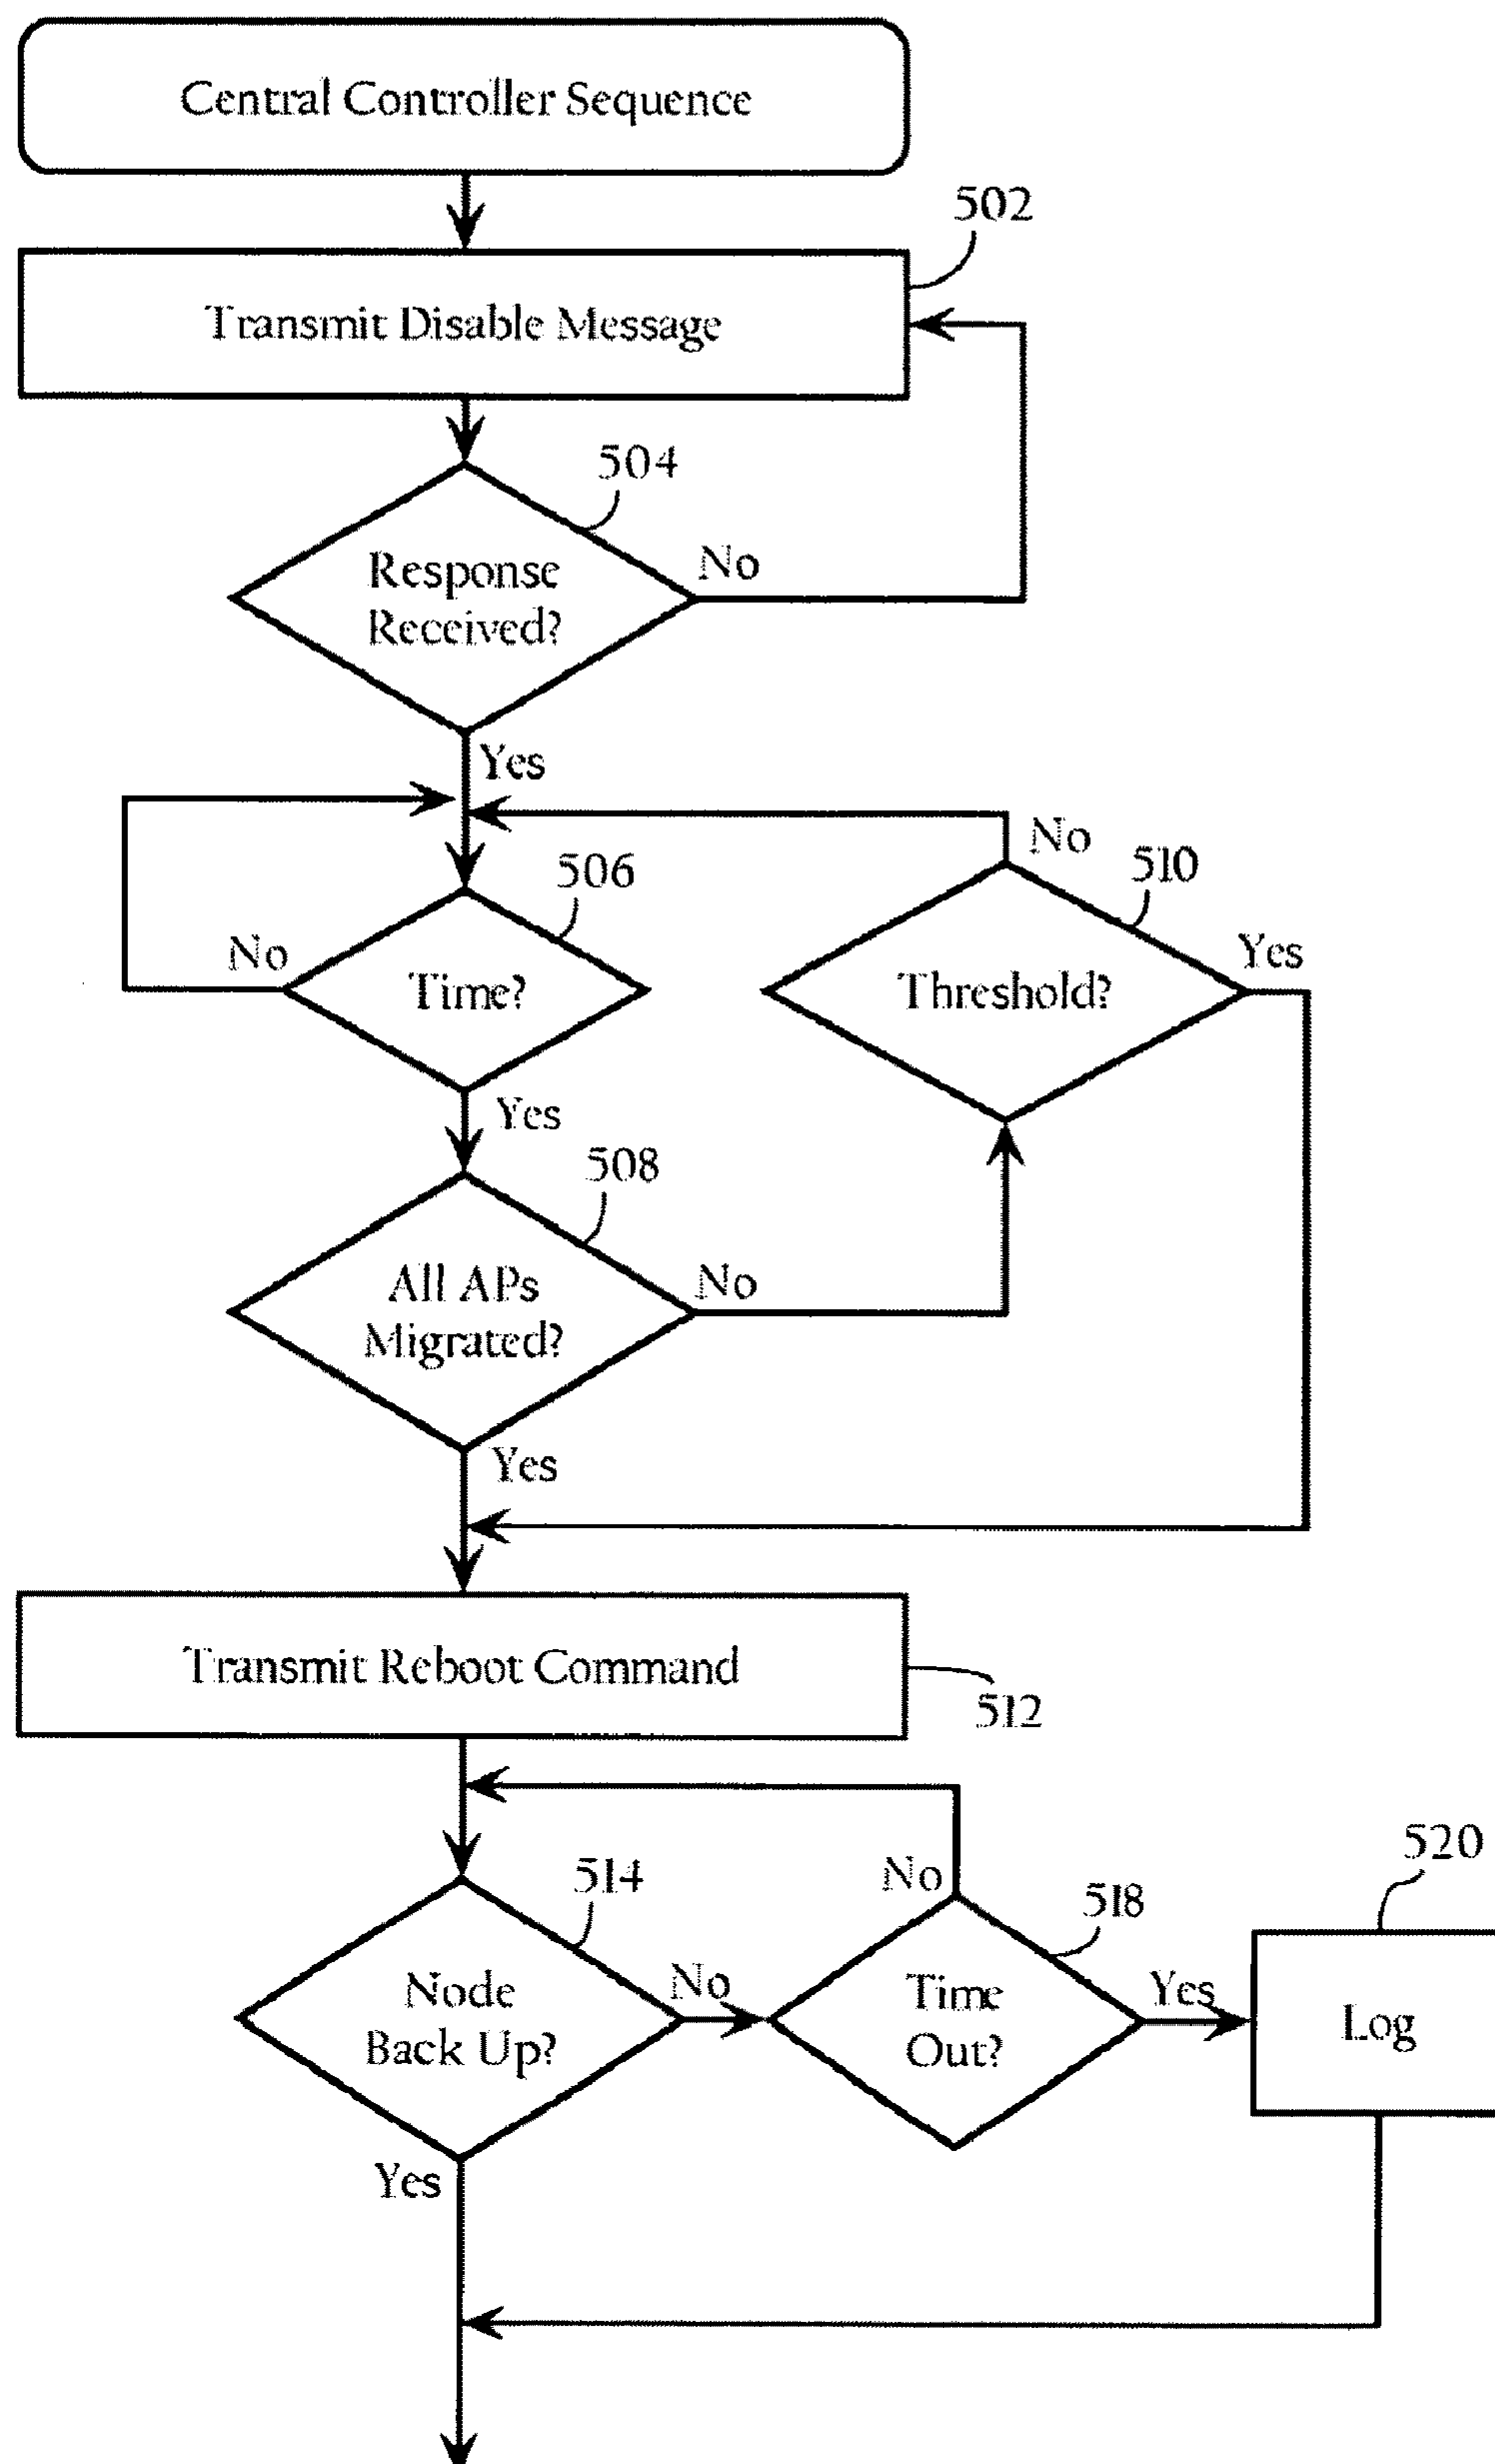 Central Controller Sequence
502
Transmit Disable Message
504
Response
Received?
No
Yes
No
506
510
No
Time?
Threshold?
Yes
Yes
508
All APs
Migrated?
No
Yes
Transmit Reboot Command
512
514
No
518
520
Node
Back Up?
No
Time
Out?
Yes
Log
Yes